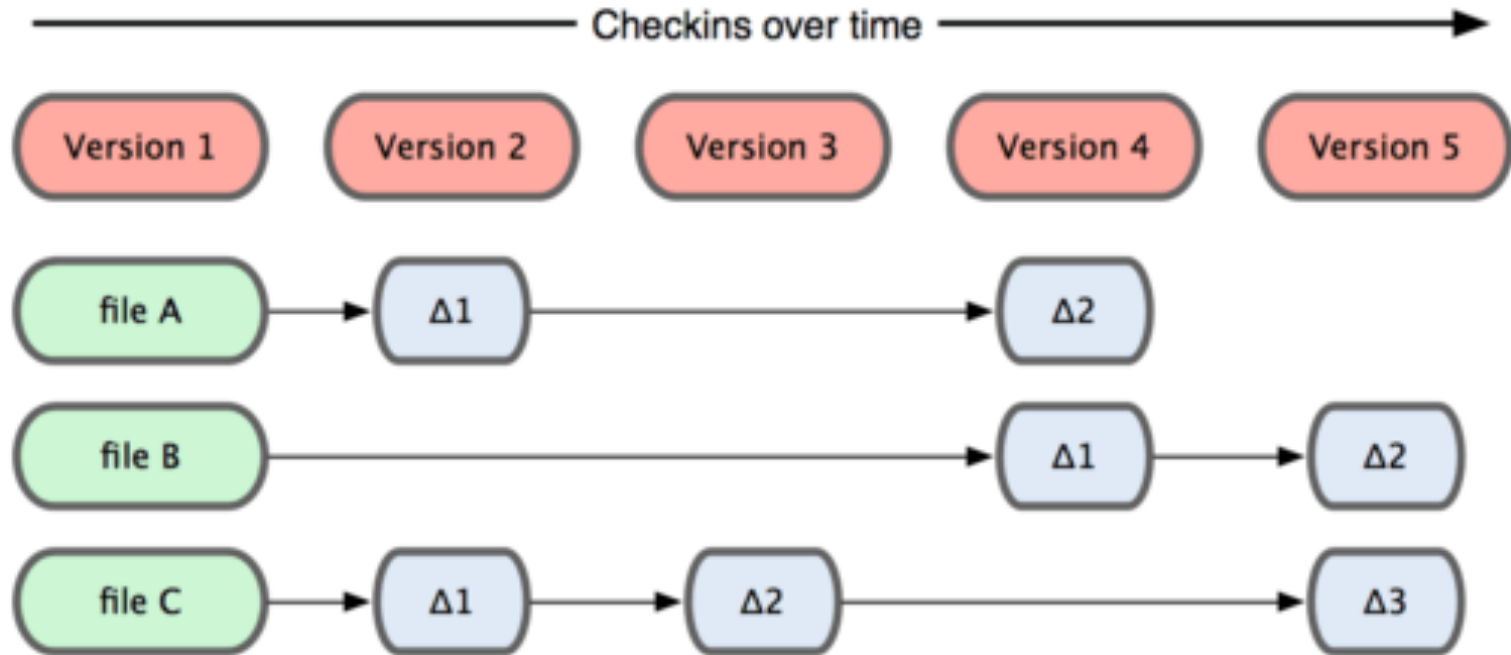 Checkins over time
Version 1 Version 2 Version 3 Version 4 Version 5
file A Δ1 Δ2
file B Δ1 Δ2
file C Δ1 Δ2 Δ3